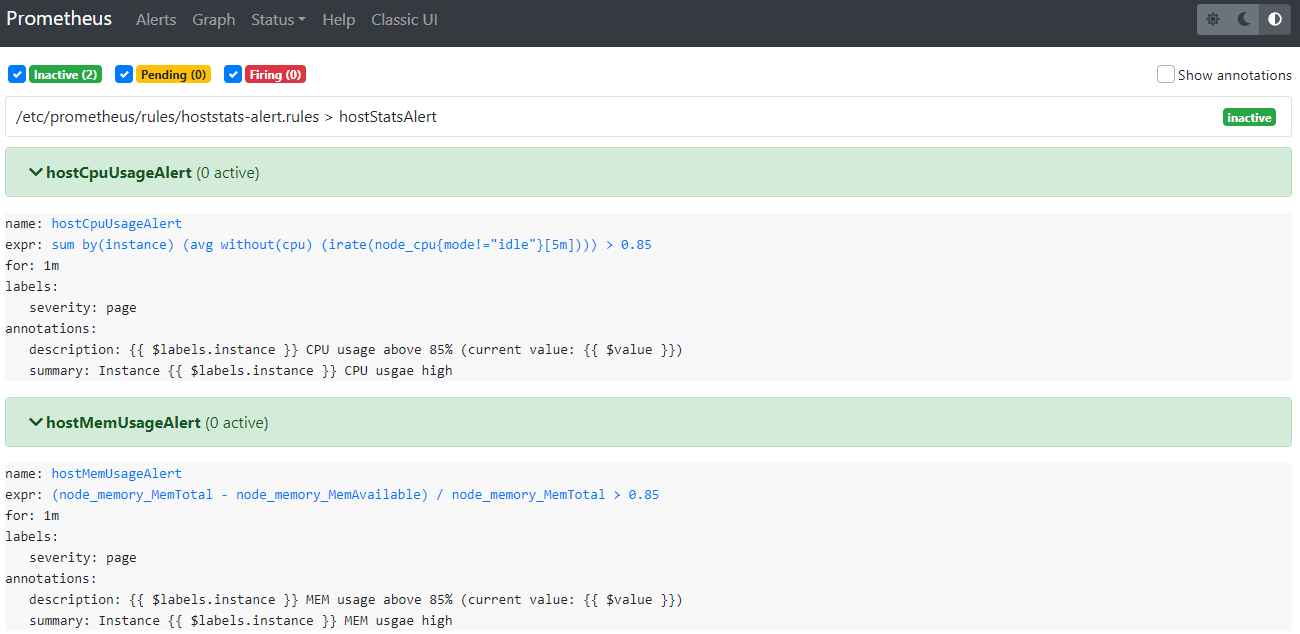 Prometheus Alerts Graph Status Help Classic UI
Inactive (2) Pending (0) Firing (0) Show annotations
/etc/prometheus/rules/hoststats-alert.rules > hostStatsAlert inactive
hostCpuUsageAlert (0 active)
name: hostCpuUsageAlert
expr: sum by(instance) (avg without(cpu) (irate(node_cpu{mode!="idle"}[5m]))) > 0.85
for: 1m
labels:
severity: page
annotations:
description: {{ $labels.instance }} CPU usage above 85% (current value: {{ $value }})
summary: Instance {{ $labels.instance }} CPU usgae high
hostMemUsageAlert (0 active)
name: hostMemUsageAlert
expr: (node_memory_MemTotal - node_memory_MemAvailable) / node_memory_MemTotal > 0.85
for: 1m
labels:
severity: page
annotations:
description: {{ $labels.instance }} MEM usage above 85% (current value: {{ $value }})
summary: Instance {{ $labels.instance }} MEM usgae high